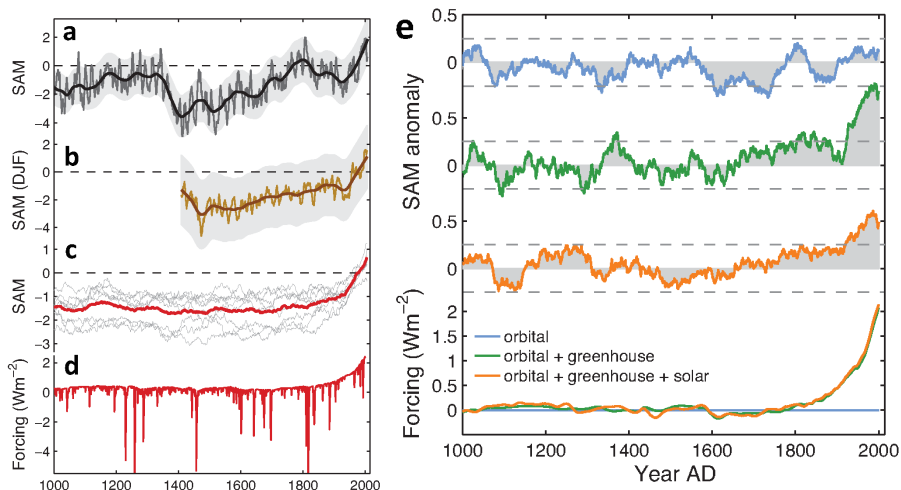 a
SAM
2
0
−2
−4
b
SAM (DJF)
2
0
−2
−4
c
SAM
0
−1
−2
−3
d
Forcing (Wm−2)
2
0
−2
−4
1000 1200 1400 1600 1800 2000
e
SAM anomaly
0.5
0
0.5
0
0.5
0
Forcing (Wm−2)
2
1.5
1
0.5
0
orbital
orbital + greenhouse
orbital + greenhouse + solar
1000 1200 1400 1600 1800 2000
Year AD